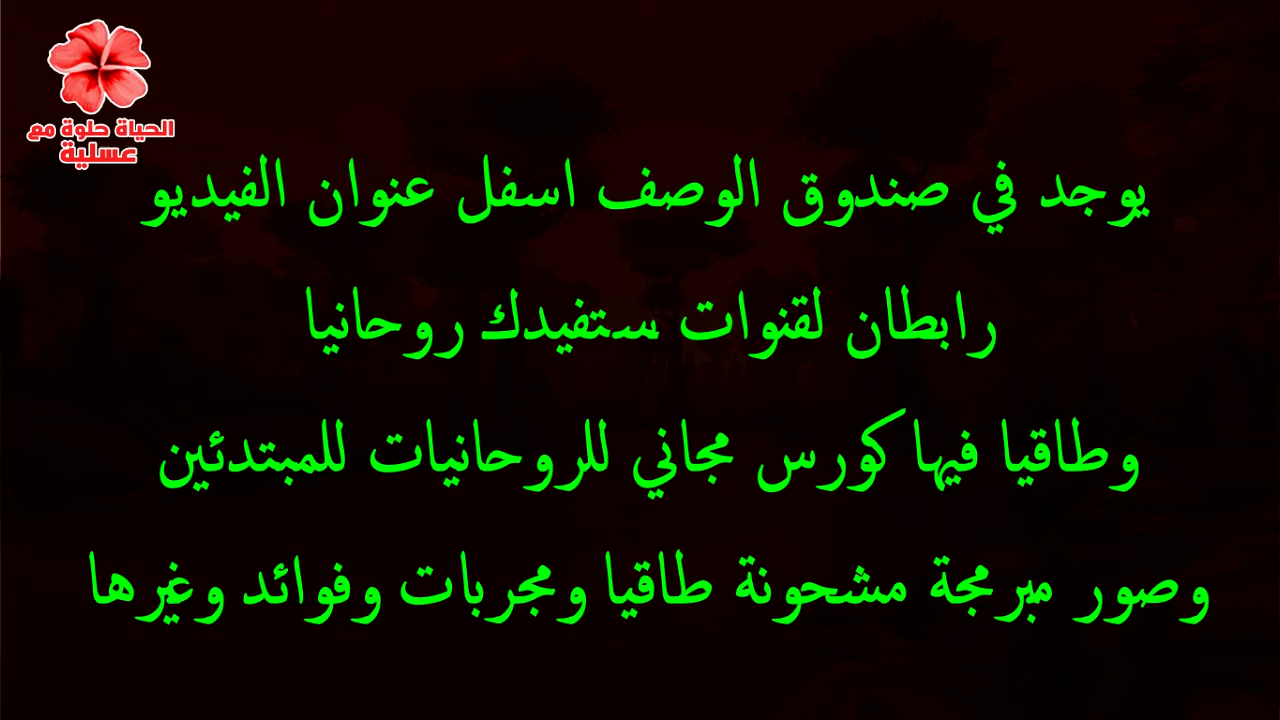 الحياة حلوة مع
عسلية
يوجد في صندوق الوصف اسفل عنوان الفيديو
رابطان لقنوات ستفيدك روحانيا
وطاقيا فيها كورس مجاني للروحانيات للمبتدئين
وصور مبرمجة مشحونة طاقيا ومجربات وفوائد وغيرها